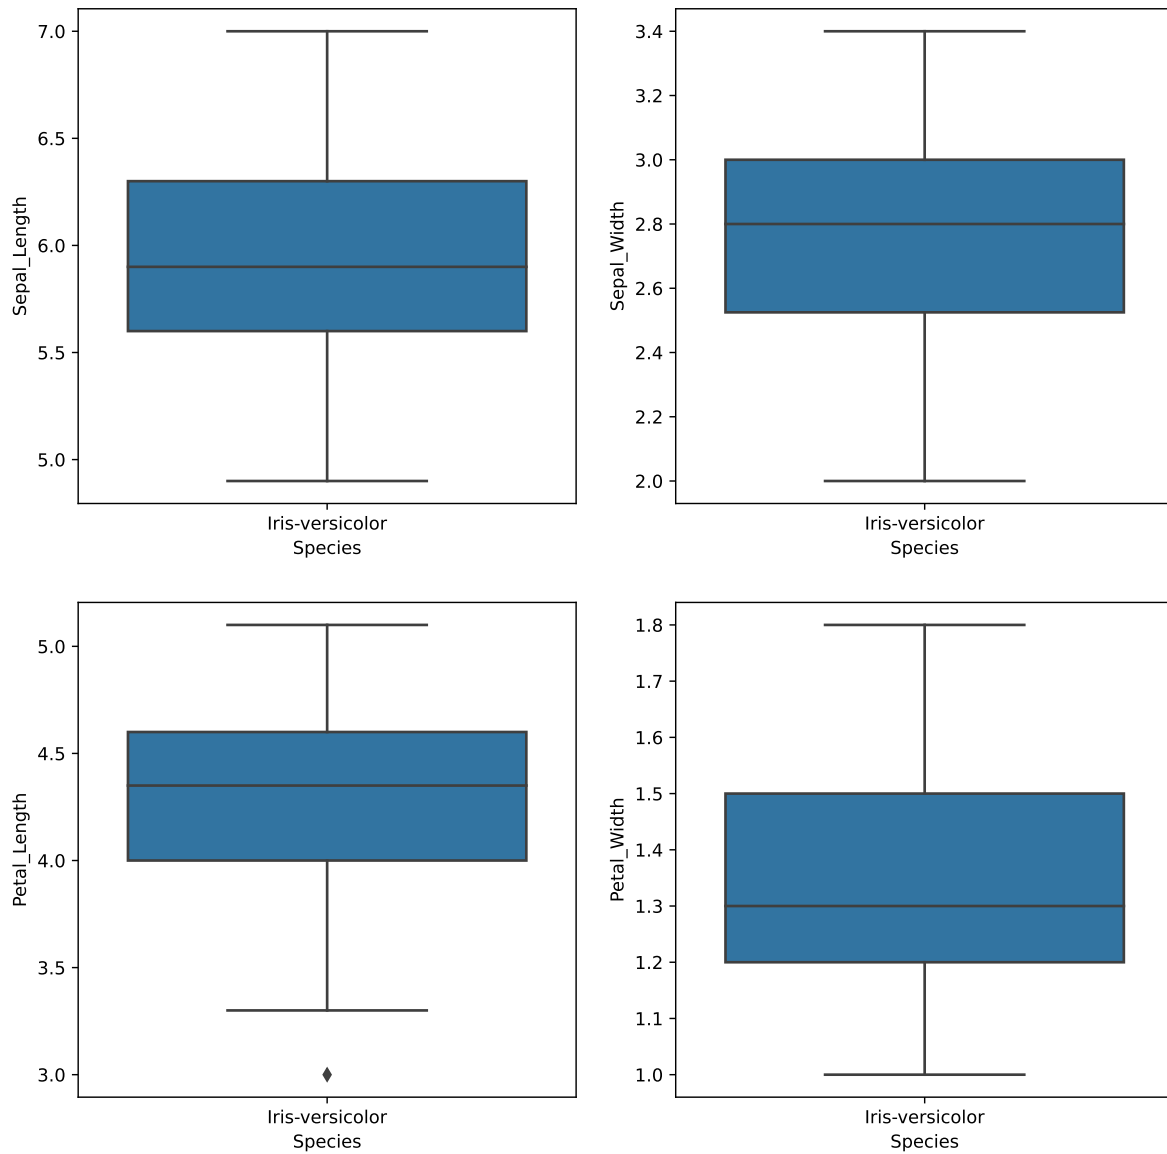 7.0
6.5
6.0
5.5
5.0
Sepal_Length
Iris-versicolor
Species
3.4
3.2
3.0
2.8
2.6
2.4
2.2
2.0
Sepal_Width
Iris-versicolor
Species
5.0
4.5
4.0
3.5
3.0
Petal_Length
Iris-versicolor
Species
1.8
1.7
1.6
1.5
1.4
1.3
1.2
1.1
1.0
Petal_Width
Iris-versicolor
Species